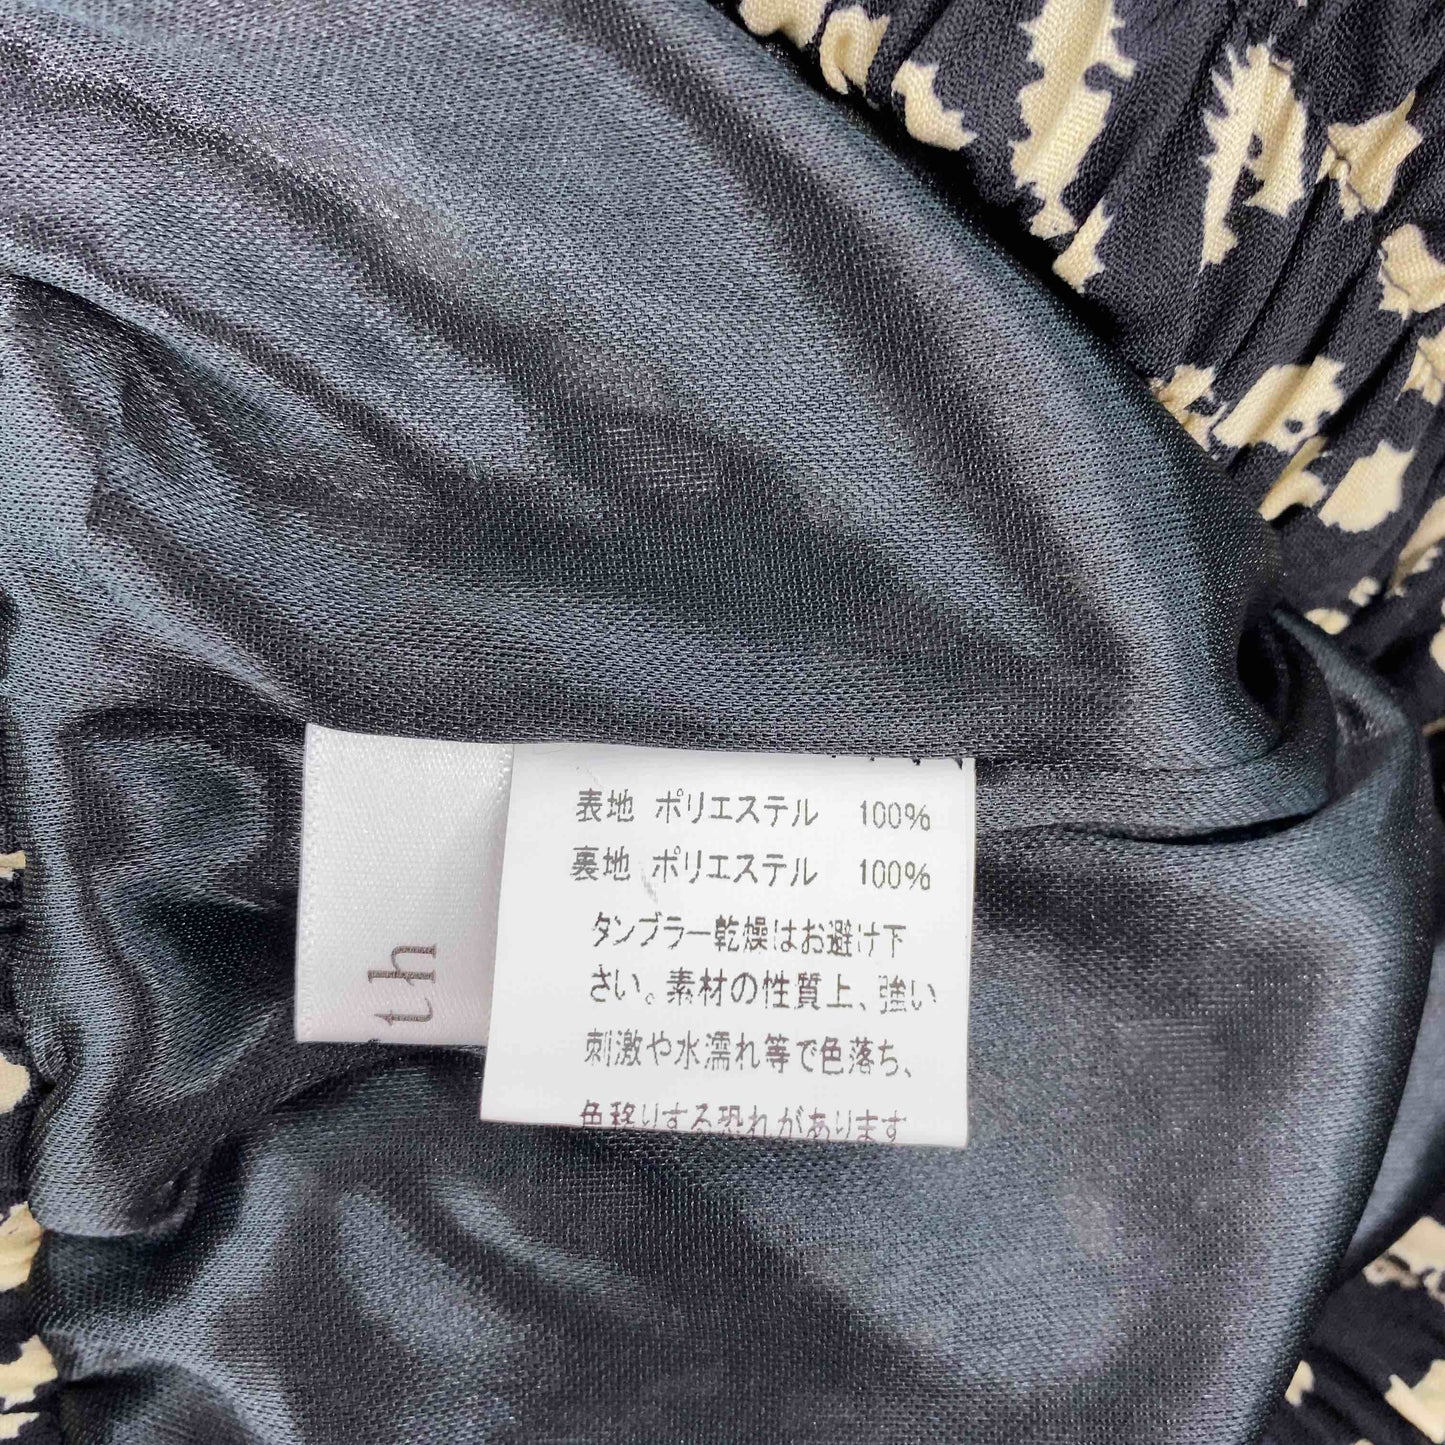 表地 ポリエステル 100%
裏地 ポリエステル 100%
タンブラー乾燥はお避け下
さい。素材の性質上、強い
刺激や水濡れ等で色落ち、
色移りする恐れがあります
th